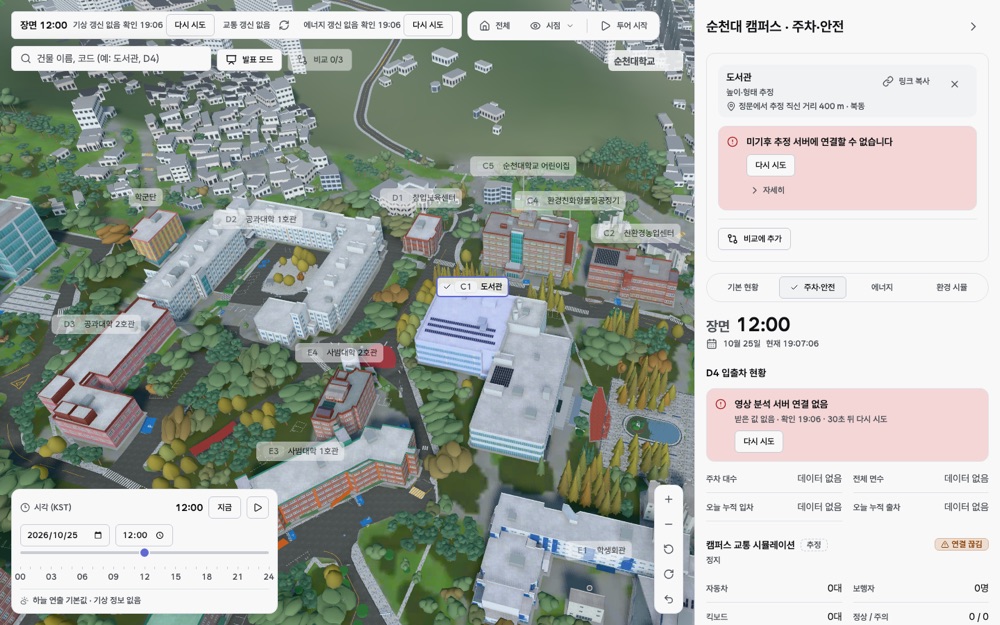 장면 12:00 기상 갱신 없음 확인 19:06 다시 시도 교통 갱신 없음 에너지 갱신 없음 확인 19:06 다시 시도
전체 시점 투어 시작
건물 이름, 코드 (예: 도서관, D4)
발표 모드
비교 0/3
순천대학교
C5 순천대학교 어린이집
학군단
D1 창업보육센터
C4 환경친화형물질공정기
D2 공과대학 1호관
C2 친환경농업센터
C1 도서관
D3 공과대학 2호관
E4 사범대학 2호관
E3 사범대학 1호관
E1 학생회관
시각 (KST) 12:00 지금
2026/10/25 12:00
00 03 06 09 12 15 18 21 24
하늘 연출 기본값 · 기상 정보 없음
순천대 캠퍼스 · 주차·안전
도서관
링크 복사
높이·형태 추정
정문에서 추정 직선 거리 400 m · 북동
미기후 추정 서버에 연결할 수 없습니다
다시 시도
자세히
비교에 추가
기본 현황 주차·안전 에너지 환경 시뮬
장면 12:00
10월 25일 현재 19:07:06
D4 입출차 현황
영상 분석 서버 연결 없음
받은 값 없음 · 확인 19:06 · 30초 뒤 다시 시도
다시 시도
주차 대수 데이터 없음 전체 면수 데이터 없음
오늘 누적 입차 데이터 없음 오늘 누적 출차 데이터 없음
캠퍼스 교통 시뮬레이션 추정 연결 끊김
정지
자동차 0대 보행자 0명
킥보드 0대 정상 / 주의 0 / 0